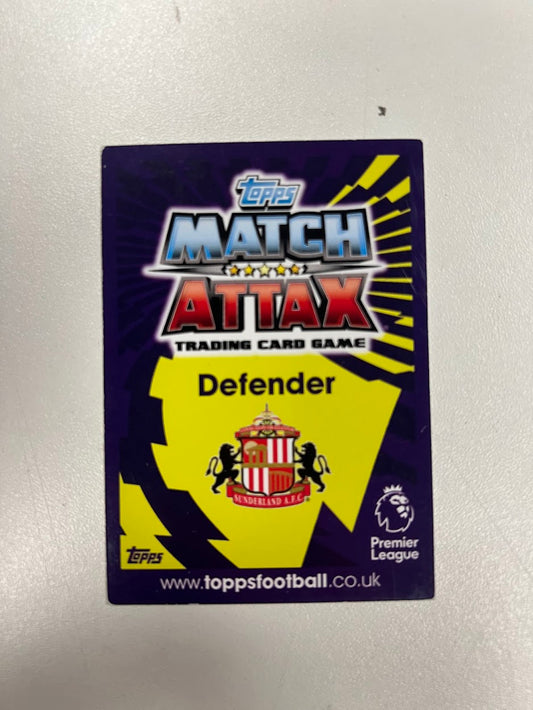 topps
MATCH
ATTAX
TRADING CARD GAME
Defender
SUNDERLAND A.F.C.
Premier
League
topps
www.toppsfootball.co.uk